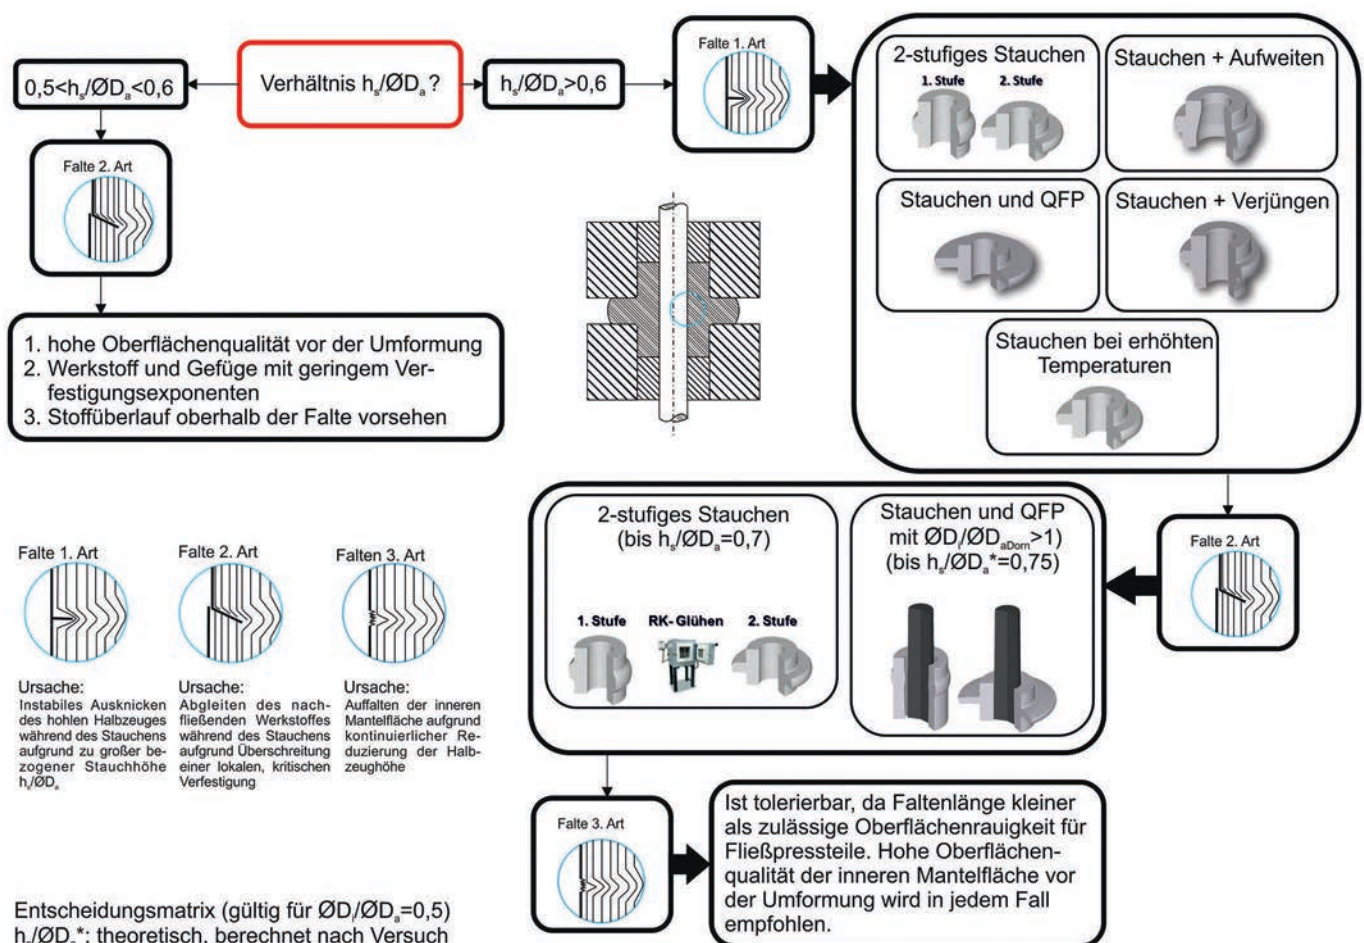 0,5<hₛ/ØDₐ<0,6
Verhältnis hₛ/ØDₐ?
hₛ/ØDₐ>0,6
Falte 1. Art
Falte 2. Art
1. hohe Oberflächenqualität vor der Umformung
2. Werkstoff und Gefüge mit geringem Ver-
festigungsexponenten
3. Stoffüberlauf oberhalb der Falte vorsehen
2-stufiges Stauchen
1. Stufe 2. Stufe
Stauchen + Aufweiten
Stauchen und QFP
Stauchen + Verjüngen
Stauchen bei erhöhten
Temperaturen
Falte 2. Art
2-stufiges Stauchen
(bis hₛ/ØDₐ=0,7)
1. Stufe RK- Glühen 2. Stufe
Stauchen und QFP
mit ØDᵢ/ØDₐDorn>1)
(bis hₛ/ØDₐ*=0,75)
Falte 3. Art
Ist tolerierbar, da Faltenlänge kleiner
als zulässige Oberflächenrauigkeit für
Fließpressteile. Hohe Oberflächen-
qualität der inneren Mantelfläche vor
der Umformung wird in jedem Fall
empfohlen.
Falte 1. Art
Ursache:
Instabiles Ausknicken
des hohlen Halbzeuges
während des Stauchens
aufgrund zu großer be-
zogener Stauchhöhe
hₛ/ØDₐ
Falte 2. Art
Ursache:
Abgleiten des nach-
fließenden Werkstoffes
während des Stauchens
aufgrund Überschreitung
einer lokalen, kritischen
Verfestigung
Falten 3. Art
Ursache:
Auffalten der inneren
Mantelfläche aufgrund
kontinuierlicher Re-
duzierung der Halb-
zeughöhe
Entscheidungsmatrix (gültig für ØDᵢ/ØDₐ=0,5)
hₛ/ØDₐ*: theoretisch, berechnet nach Versuch